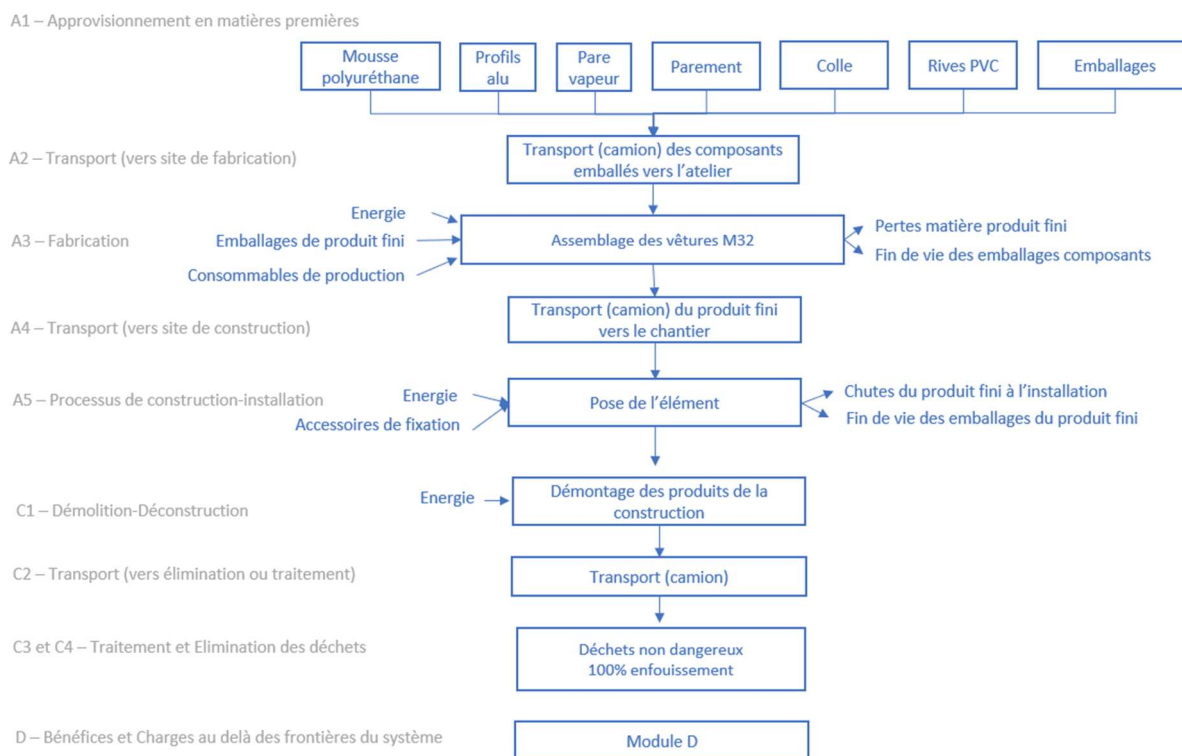 A1 – Approvisionnement en matières premières
Mousse
polyuréthane
Profils
alu
Pare
vapeur
Parement
Colle
Rives PVC
Emballages
A2 – Transport (vers site de fabrication)
Transport (camion) des composants
emballés vers l'atelier
A3 – Fabrication
Energie
Emballages de produit fini
Consommables de production
Assemblage des vêtures M32
Pertes matière produit fini
Fin de vie des emballages composants
A4 – Transport (vers site de construction)
Transport (camion) du produit fini
vers le chantier
A5 – Processus de construction-installation
Energie
Accessoires de fixation
Pose de l'élément
Chutes du produit fini à l'installation
Fin de vie des emballages du produit fini
C1 – Démolition-Déconstruction
Energie
Démontage des produits de la
construction
C2 – Transport (vers élimination ou traitement)
Transport (camion)
C3 et C4 – Traitement et Elimination des déchets
Déchets non dangereux
100% enfouissement
D – Bénéfices et Charges au delà des frontières du système
Module D